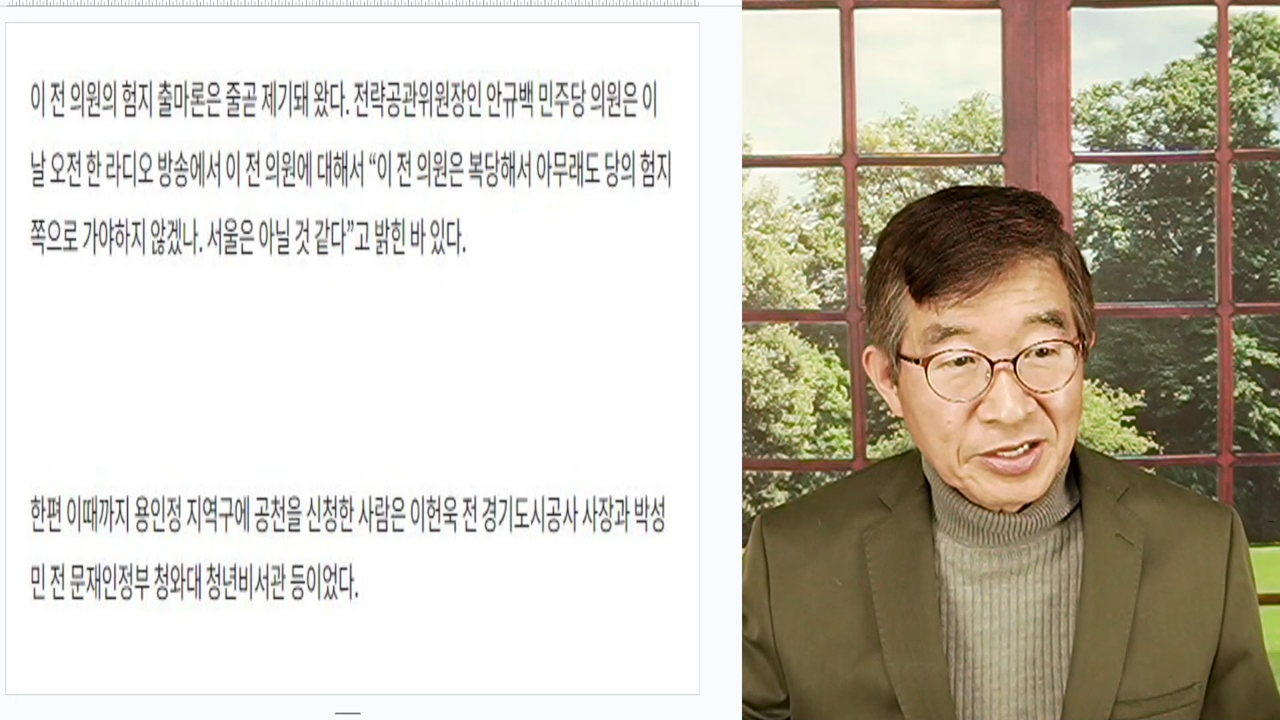 이 전 의원의 험지 출마론은 줄곧 제기돼 왔다. 전략공관위원장인 안규백 민주당 의원은 이
날 오전 한 라디오 방송에서 이 전 의원에 대해서 “이 전 의원은 복당해서 아무래도 당의 험지
쪽으로 가야하지 않겠나. 서울은 아닐 것 같다”고 밝힌 바 있다.
한편 이때까지 용인정 지역구에 공천을 신청한 사람은 이헌욱 전 경기도시공사 사장과 박성
민 전 문재인정부 청와대 청년비서관 등이었다.